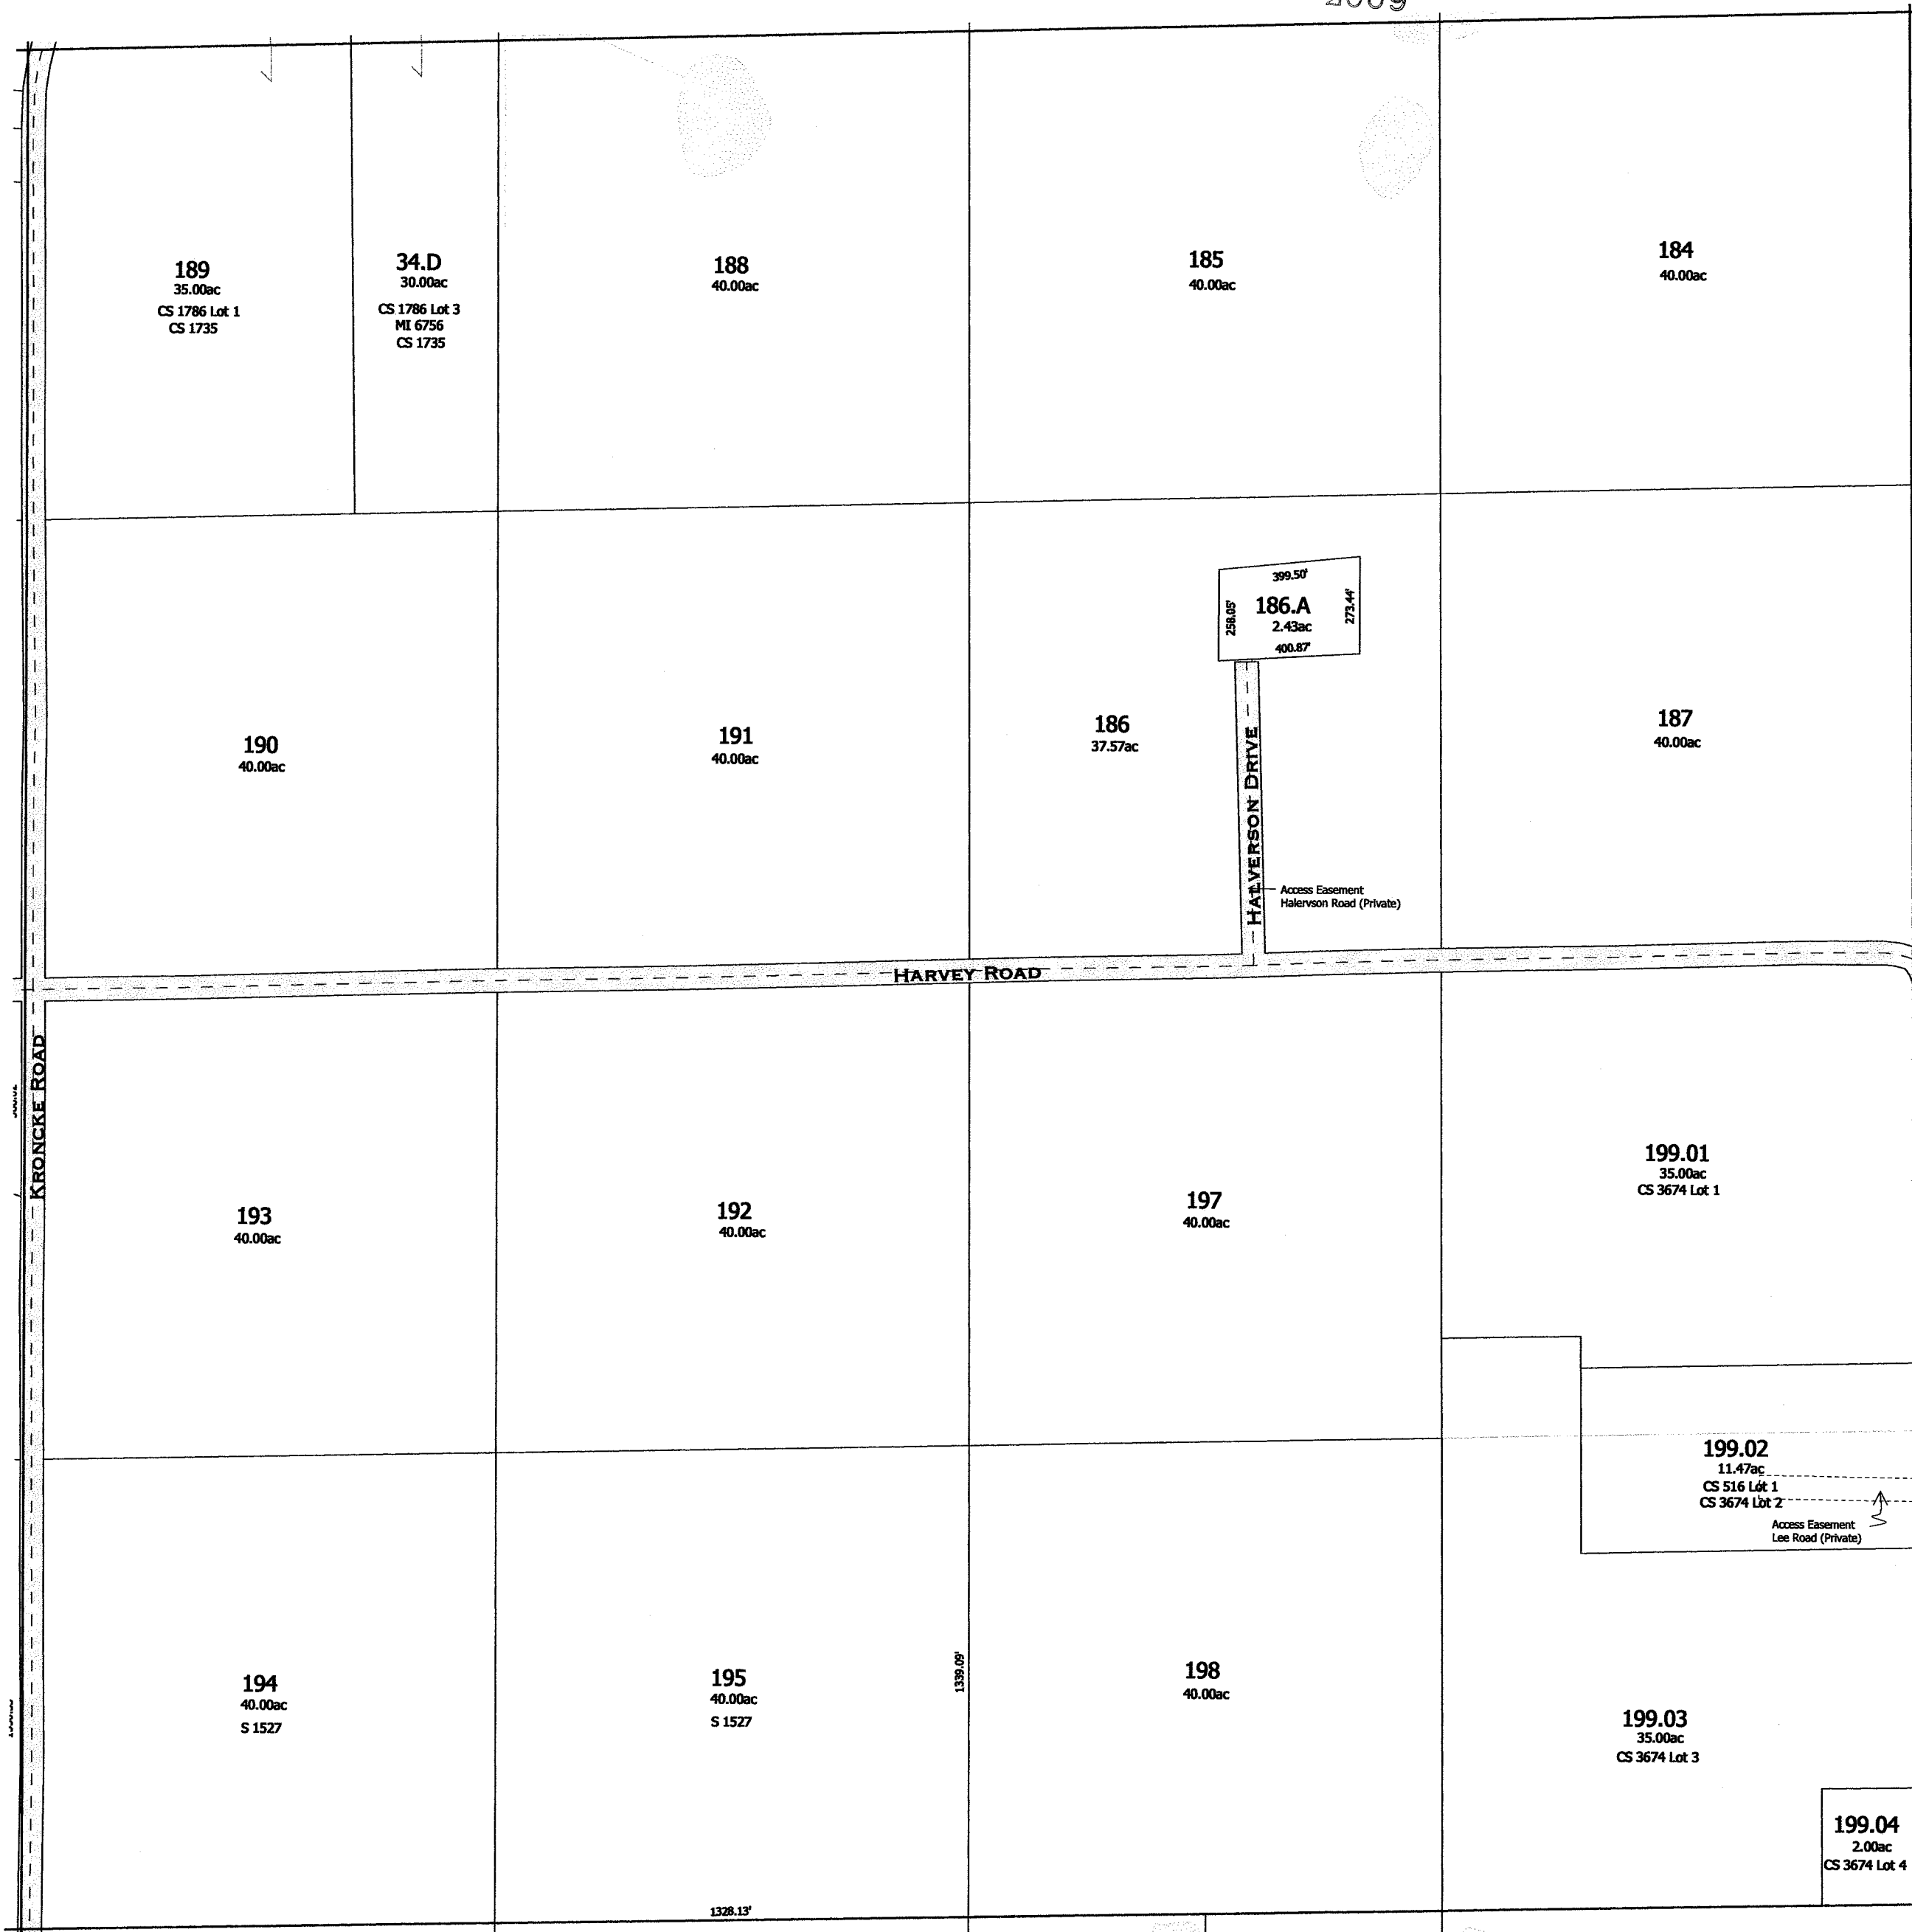 189
35.00ac
CS 1786 Lot 1
CS 1735
34.D
30.00ac
CS 1786 Lot 3
MI 6756
CS 1735
188
40.00ac
185
40.00ac
184
40.00ac
399.50'
258.05'
186.A
2.43ac
273.44'
400.87'
190
40.00ac
191
40.00ac
186
37.57ac
187
40.00ac
HALVERSON DRIVE
Access Easement
Halervson Road (Private)
HARVEY ROAD
KRONCKE ROAD
193
40.00ac
192
40.00ac
197
40.00ac
199.01
35.00ac
CS 3674 Lot 1
199.02
11.47ac
CS 516 Lot 1
CS 3674 Lot 2
Access Easement
Lee Road (Private)
194
40.00ac
S 1527
195
40.00ac
S 1527
1339.09'
198
40.00ac
199.03
35.00ac
CS 3674 Lot 3
199.04
2.00ac
CS 3674 Lot 4
1328.13'